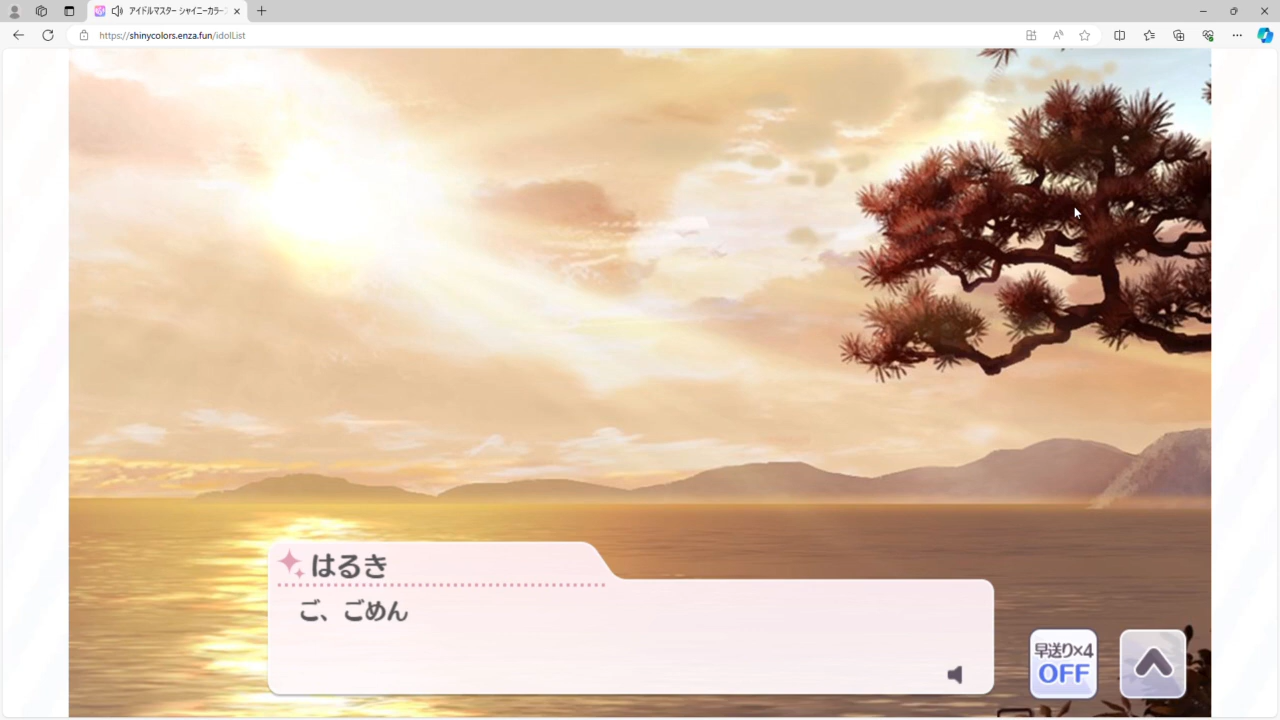 アイドルマスター シャイニーカラーズ
https://shinycolors.enza.fun/idolList
はるき
ご、ごめん
早送り×4
OFF